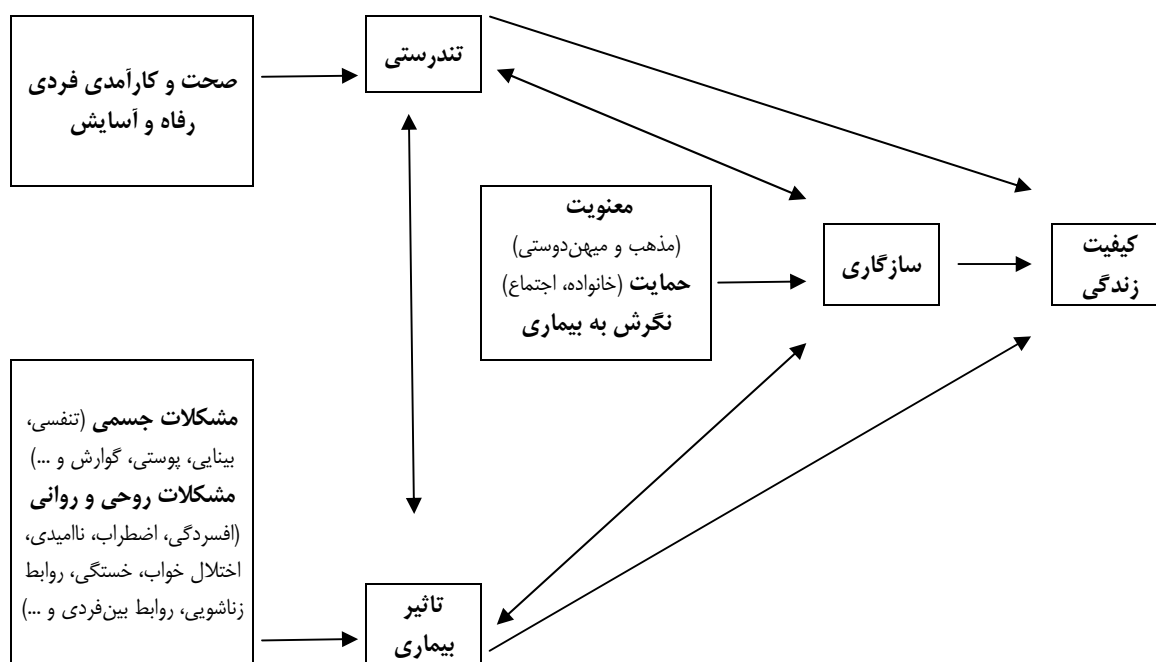 تندرستی
صحت و کارآمدی فردی
رفاه و آسایش
معنویت
(مذهب و میهن‌دوستی)
حمایت (خانواده، اجتماع)
نگرش به بیماری
سازگاری
کیفیت
زندگی
مشکلات جسمی (تنفسی،
بینایی، پوستی، گوارش و ...)
مشکلات روحی و روانی
(افسردگی، اضطراب، ناامیدی،
اختلال خواب، خستگی، روابط
زناشویی، روابط بین‌فردی و ...)
تاثیر
بیماری